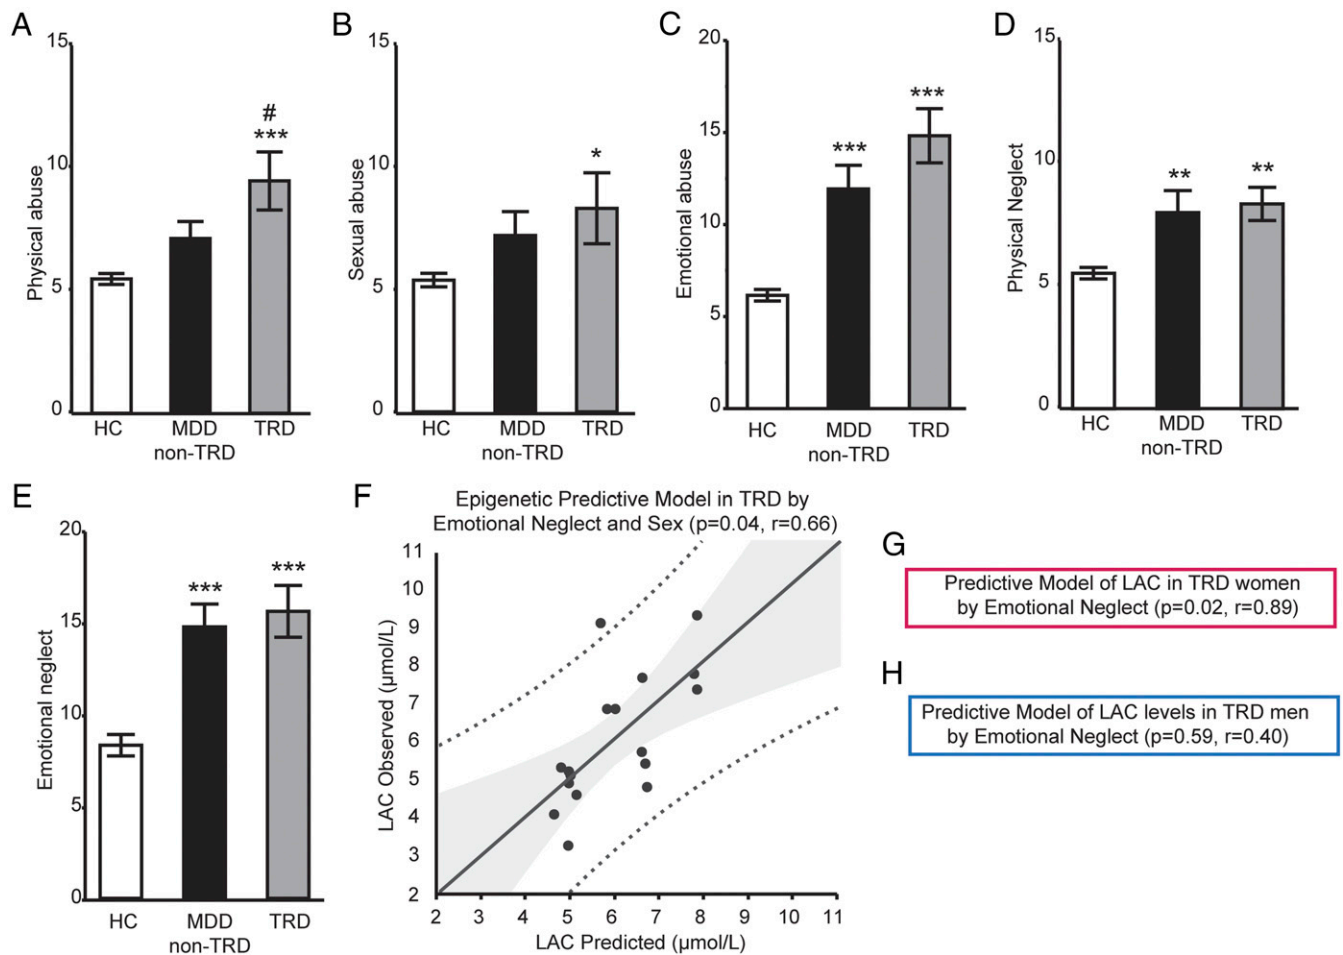 A
15
10
5
0
Physical abuse
#
***
HC
MDD
non-TRD
TRD
B
15
10
5
0
Sexual abuse
*
HC
MDD
non-TRD
TRD
C
20
15
10
5
0
Emotional abuse
***
***
HC
MDD
non-TRD
TRD
D
15
10
5
0
Physical Neglect
**
**
HC
MDD
non-TRD
TRD
E
20
15
10
5
0
Emotional neglect
***
***
HC
MDD
non-TRD
TRD
F
Epigenetic Predictive Model in TRD by
Emotional Neglect and Sex (p=0.04, r=0.66)
11
10
9
8
7
6
5
4
3
2
LAC Observed (μmol/L)
2 3 4 5 6 7 8 9 10 11
LAC Predicted (μmol/L)
G
Predictive Model of LAC in TRD women
by Emotional Neglect (p=0.02, r=0.89)
H
Predictive Model of LAC levels in TRD men
by Emotional Neglect (p=0.59, r=0.40)